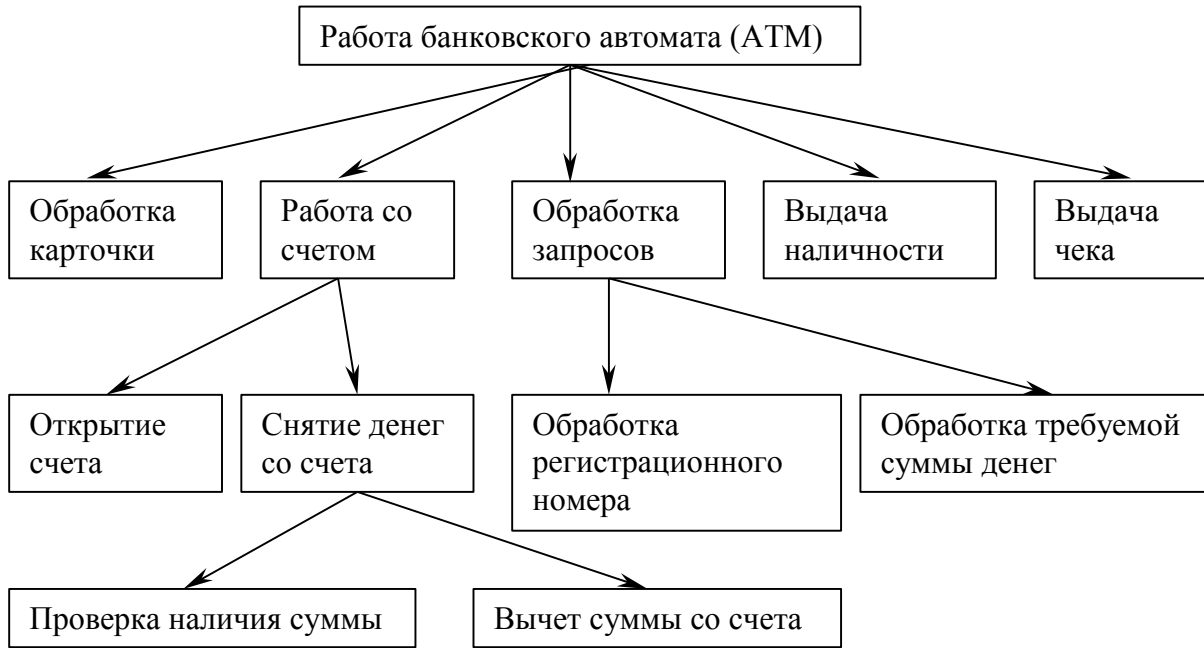 Работа банковского автомата (АТМ)
Обработка
карточки
Работа со
счетом
Обработка
запросов
Выдача
наличности
Выдача
чека
Открытие
счета
Снятие денег
со счета
Обработка
регистрационного
номера
Обработка требуемой
суммы денег
Проверка наличия суммы
Вычет суммы со счета